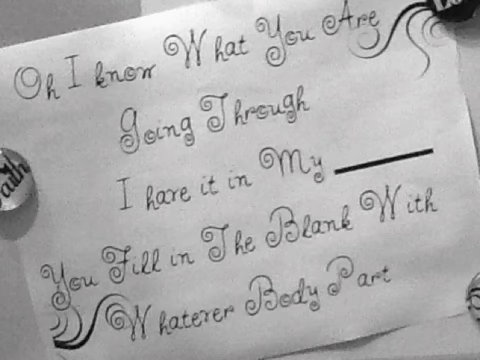 Oh I know What You Are
Going Through
I have it in My
You Fill in The Blank With
Whatever Body Part